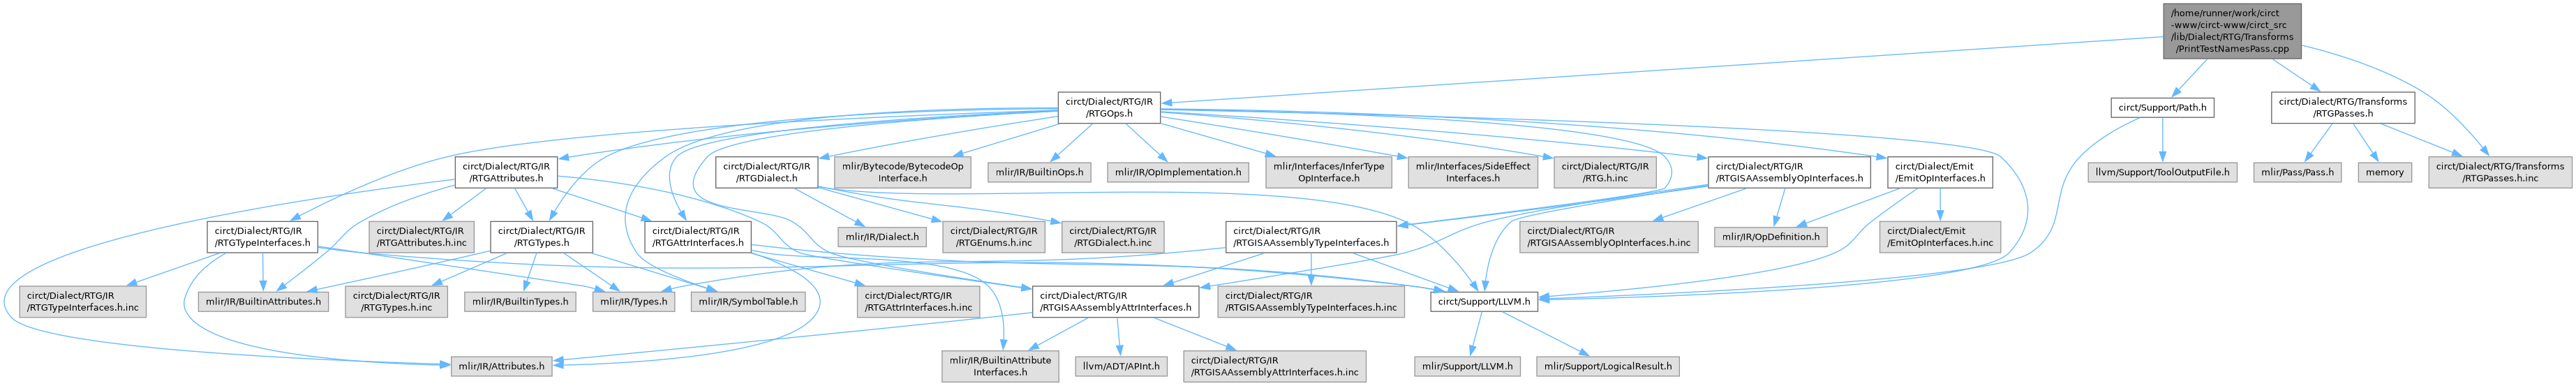 /home/runner/work/circt
-www/circt-www/circt_src
/lib/Dialect/RTG/Transforms
/PrintTestNamesPass.cpp
circt/Dialect/RTG/IR
/RTGOps.h
circt/Support/Path.h
circt/Dialect/RTG/Transforms
/RTGPasses.h
circt/Dialect/RTG/IR
/RTGAttributes.h
circt/Dialect/RTG/IR
/RTGDialect.h
mlir/Bytecode/BytecodeOp
Interface.h
mlir/IR/BuiltinOps.h
mlir/IR/OpImplementation.h
mlir/Interfaces/InferType
OpInterface.h
mlir/Interfaces/SideEffect
Interfaces.h
circt/Dialect/RTG/IR
/RTG.h.inc
circt/Dialect/RTG/IR
/RTGISAAssemblyOpInterfaces.h
circt/Dialect/Emit
/EmitOpInterfaces.h
llvm/Support/ToolOutputFile.h
mlir/Pass/Pass.h
memory
circt/Dialect/RTG/Transforms
/RTGPasses.h.inc
circt/Dialect/RTG/IR
/RTGTypeInterfaces.h
circt/Dialect/RTG/IR
/RTGAttributes.h.inc
circt/Dialect/RTG/IR
/RTGTypes.h
circt/Dialect/RTG/IR
/RTGAttrInterfaces.h
mlir/IR/Dialect.h
circt/Dialect/RTG/IR
/RTGEnums.h.inc
circt/Dialect/RTG/IR
/RTGDialect.h.inc
circt/Dialect/RTG/IR
/RTGISAAssemblyTypeInterfaces.h
circt/Dialect/RTG/IR
/RTGISAAssemblyOpInterfaces.h.inc
mlir/IR/OpDefinition.h
circt/Dialect/Emit
/EmitOpInterfaces.h.inc
circt/Dialect/RTG/IR
/RTGTypeInterfaces.h.inc
mlir/IR/BuiltinAttributes.h
circt/Dialect/RTG/IR
/RTGTypes.h.inc
mlir/IR/BuiltinTypes.h
mlir/IR/Types.h
mlir/IR/SymbolTable.h
circt/Dialect/RTG/IR
/RTGAttrInterfaces.h.inc
circt/Dialect/RTG/IR
/RTGISAAssemblyAttrInterfaces.h
circt/Dialect/RTG/IR
/RTGISAAssemblyTypeInterfaces.h.inc
circt/Support/LLVM.h
mlir/IR/Attributes.h
mlir/IR/BuiltinAttribute
Interfaces.h
llvm/ADT/APInt.h
circt/Dialect/RTG/IR
/RTGISAAssemblyAttrInterfaces.h.inc
mlir/Support/LLVM.h
mlir/Support/LogicalResult.h